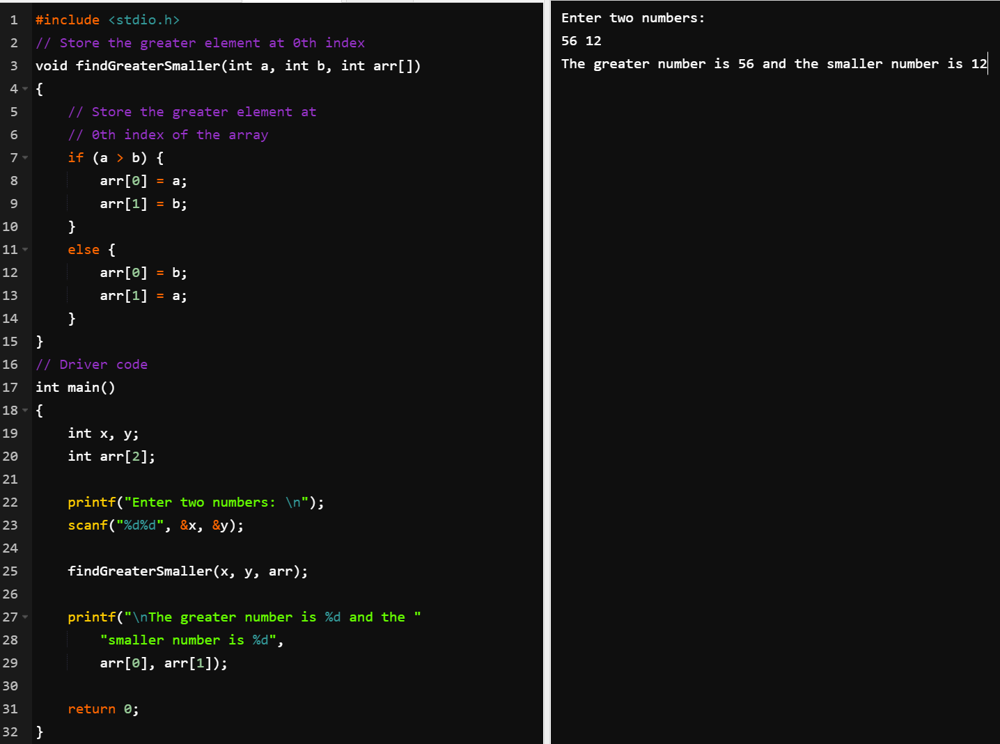 1 #include <stdio.h>
2 // Store the greater element at 0th index
3 void findGreaterSmaller(int a, int b, int arr[])
4 {
5     // Store the greater element at
6     // 0th index of the array
7     if (a > b) {
8         arr[0] = a;
9         arr[1] = b;
10     }
11     else {
12         arr[0] = b;
13         arr[1] = a;
14     }
15 }
16 // Driver code
17 int main()
18 {
19     int x, y;
20     int arr[2];
21
22     printf("Enter two numbers: \n");
23     scanf("%d%d", &x, &y);
24
25     findGreaterSmaller(x, y, arr);
26
27     printf("\nThe greater number is %d and the "
28         "smaller number is %d",
29         arr[0], arr[1]);
30
31     return 0;
32 }
Enter two numbers:
56 12
The greater number is 56 and the smaller number is 12